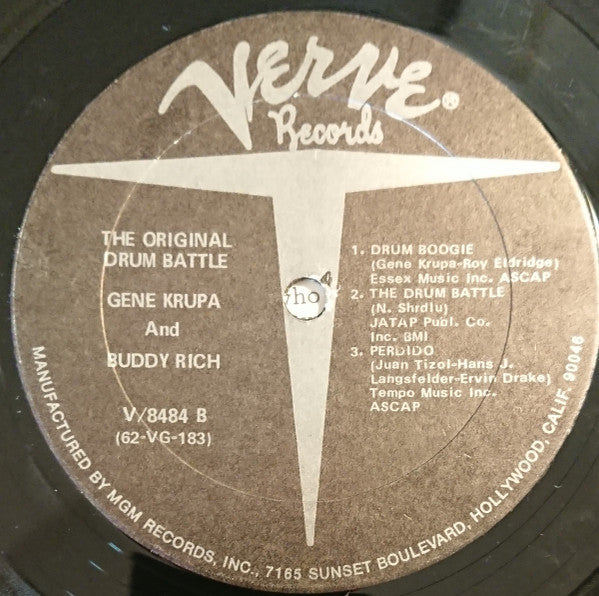 Verve®
Records
THE ORIGINAL
DRUM BATTLE
GENE KRUPA
And
BUDDY RICH
V/8484 B
(62-VG-183)
1. DRUM BOOGIE
(Gene Krupa-Roy Eldridge)
Essex Music Inc. ASCAP
2. THE DRUM BATTLE
(N. Shrdlu)
JATAP Publ. Co.
Inc. BMI
3. PERDIDO
(Juan Tizol-Hans J.
Langsfelder-Ervin Drake)
Tempo Music Inc.
ASCAP
MANUFACTURED BY MGM RECORDS, INC., 7165 SUNSET BOULEVARD, HOLLYWOOD, CALIF. 90046